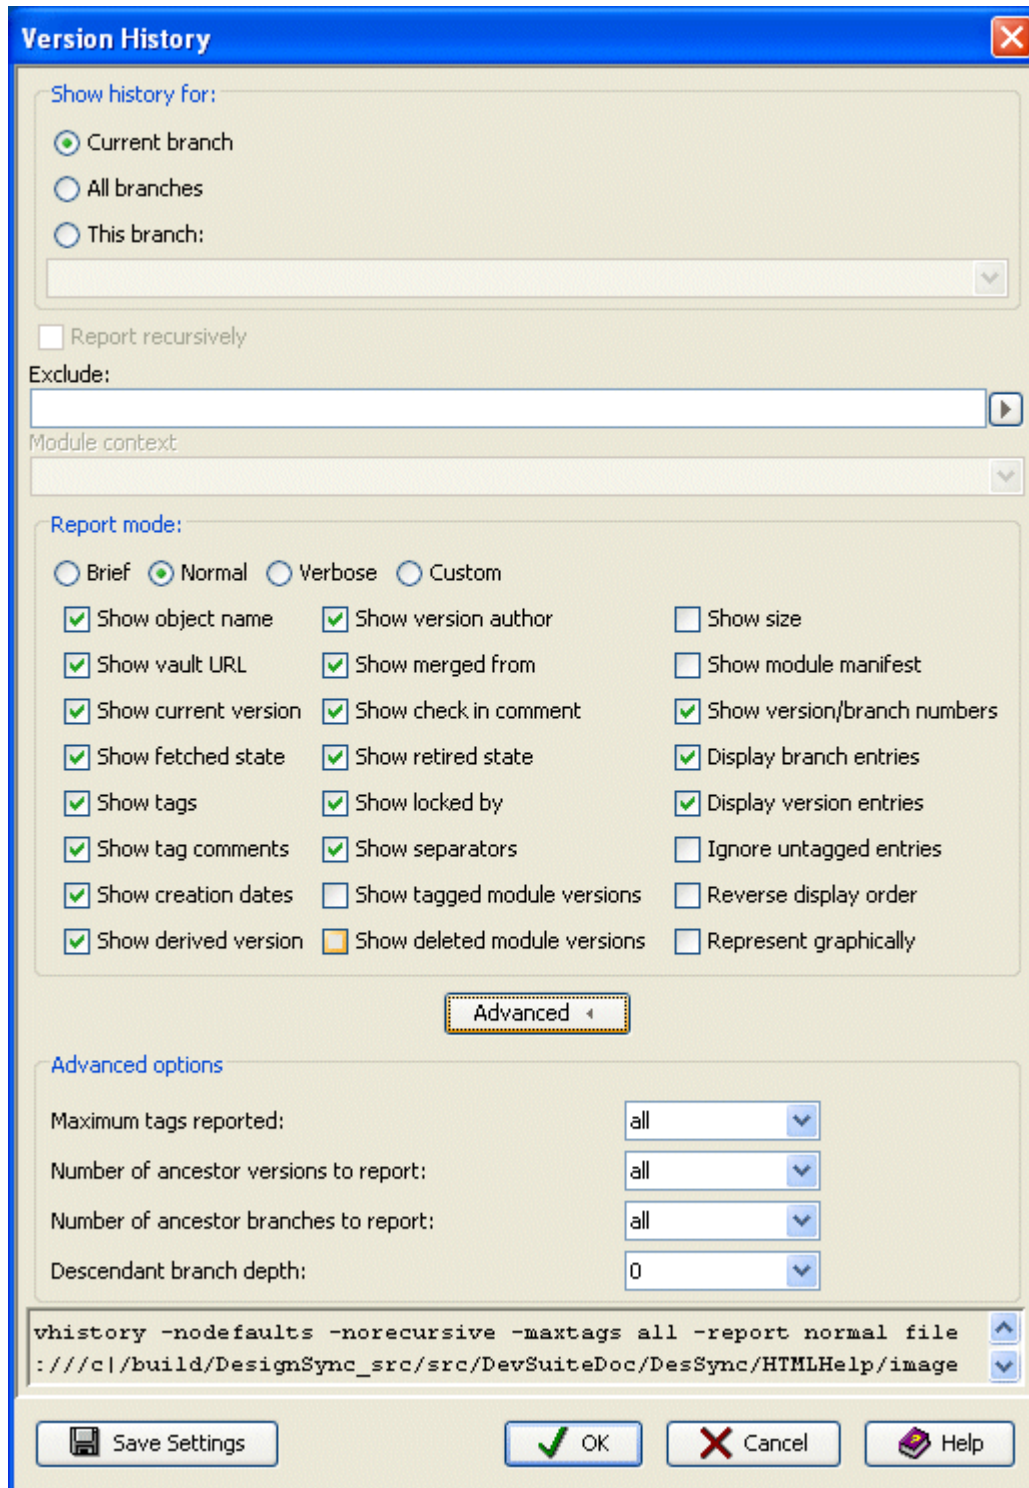 Version History
Show history for:
Current branch
All branches
This branch:
Report recursively
Exclude:
Module context
Report mode:
Brief Normal Verbose Custom
Show object name Show version author Show size
Show vault URL Show merged from Show module manifest
Show current version Show check in comment Show version/branch numbers
Show fetched state Show retired state Display branch entries
Show tags Show locked by Display version entries
Show tag comments Show separators Ignore untagged entries
Show creation dates Show tagged module versions Reverse display order
Show derived version Show deleted module versions Represent graphically
Advanced
Advanced options
Maximum tags reported: all
Number of ancestor versions to report: all
Number of ancestor branches to report: all
Descendant branch depth: 0
vhistory -nodefaults -norecursive -maxtags all -report normal file
:///c|/build/DesignSync_src/src/DevSuiteDoc/DesSync/HTMLHelp/image
Save Settings OK Cancel Help